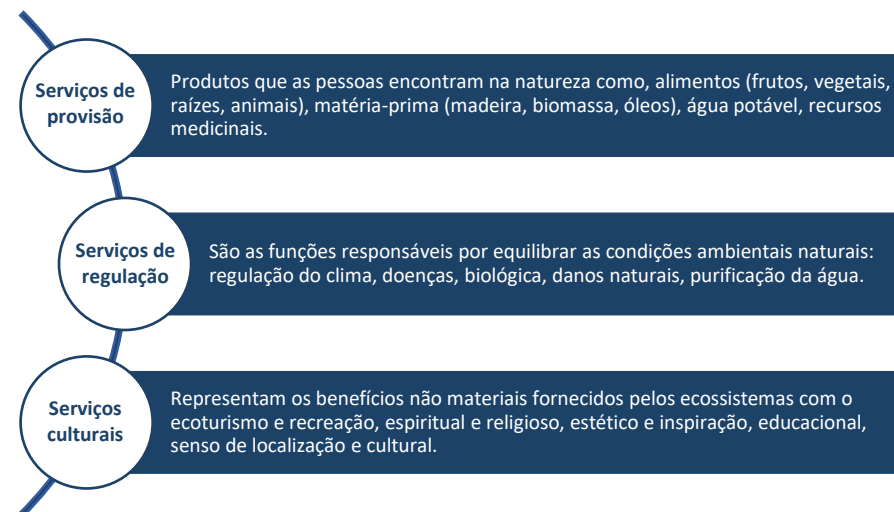 Serviços de
provisão
Produtos que as pessoas encontram na natureza como, alimentos (frutos, vegetais,
raízes, animais), matéria-prima (madeira, biomassa, óleos), água potável, recursos
medicinais.
Serviços de
regulação
São as funções responsáveis por equilibrar as condições ambientais naturais:
regulação do clima, doenças, biológica, danos naturais, purificação da água.
Serviços
culturais
Representam os benefícios não materiais fornecidos pelos ecossistemas com o
ecoturismo e recreação, espiritual e religioso, estético e inspiração, educacional,
senso de localização e cultural.